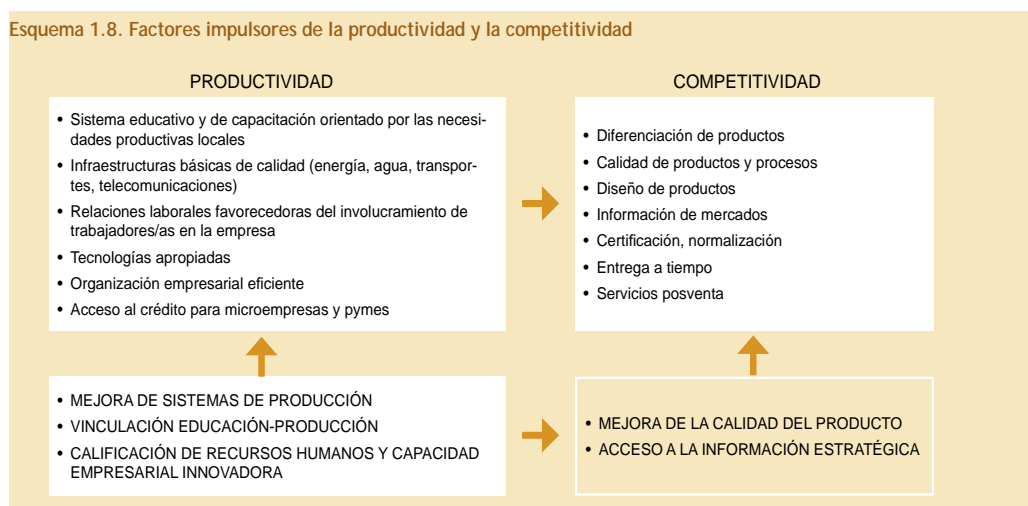 Esquema 1.8. Factores impulsores de la productividad y la competitividad
PRODUCTIVIDAD
• Sistema educativo y de capacitación orientado por las necesi-
dades productivas locales
• Infraestructuras básicas de calidad (energía, agua, transpor-
tes, telecomunicaciones)
• Relaciones laborales favorecedoras del involucramiento de
trabajadores/as en la empresa
• Tecnologías apropiadas
• Organización empresarial eficiente
• Acceso al crédito para microempresas y pymes
COMPETITIVIDAD
• Diferenciación de productos
• Calidad de productos y procesos
• Diseño de productos
• Información de mercados
• Certificación, normalización
• Entrega a tiempo
• Servicios posventa
• MEJORA DE SISTEMAS DE PRODUCCIÓN
• VINCULACIÓN EDUCACIÓN-PRODUCCIÓN
• CALIFICACIÓN DE RECURSOS HUMANOS Y CAPACIDAD
EMPRESARIAL INNOVADORA
• MEJORA DE LA CALIDAD DEL PRODUCTO
• ACCESO A LA INFORMACIÓN ESTRATÉGICA